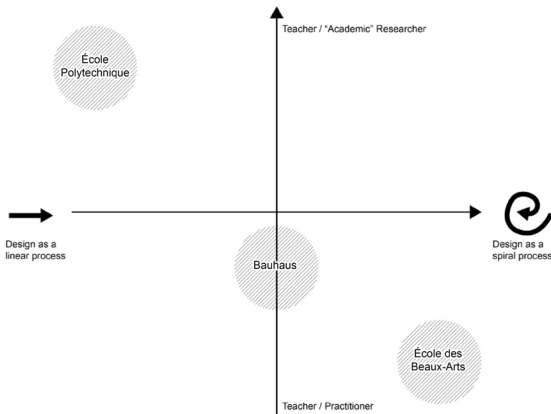 Teacher / "Academic" Researcher
École
Polytechnique
Design as a
linear process
Design as a
spiral process
Bauhaus
École des
Beaux-Arts
Teacher / Practitioner